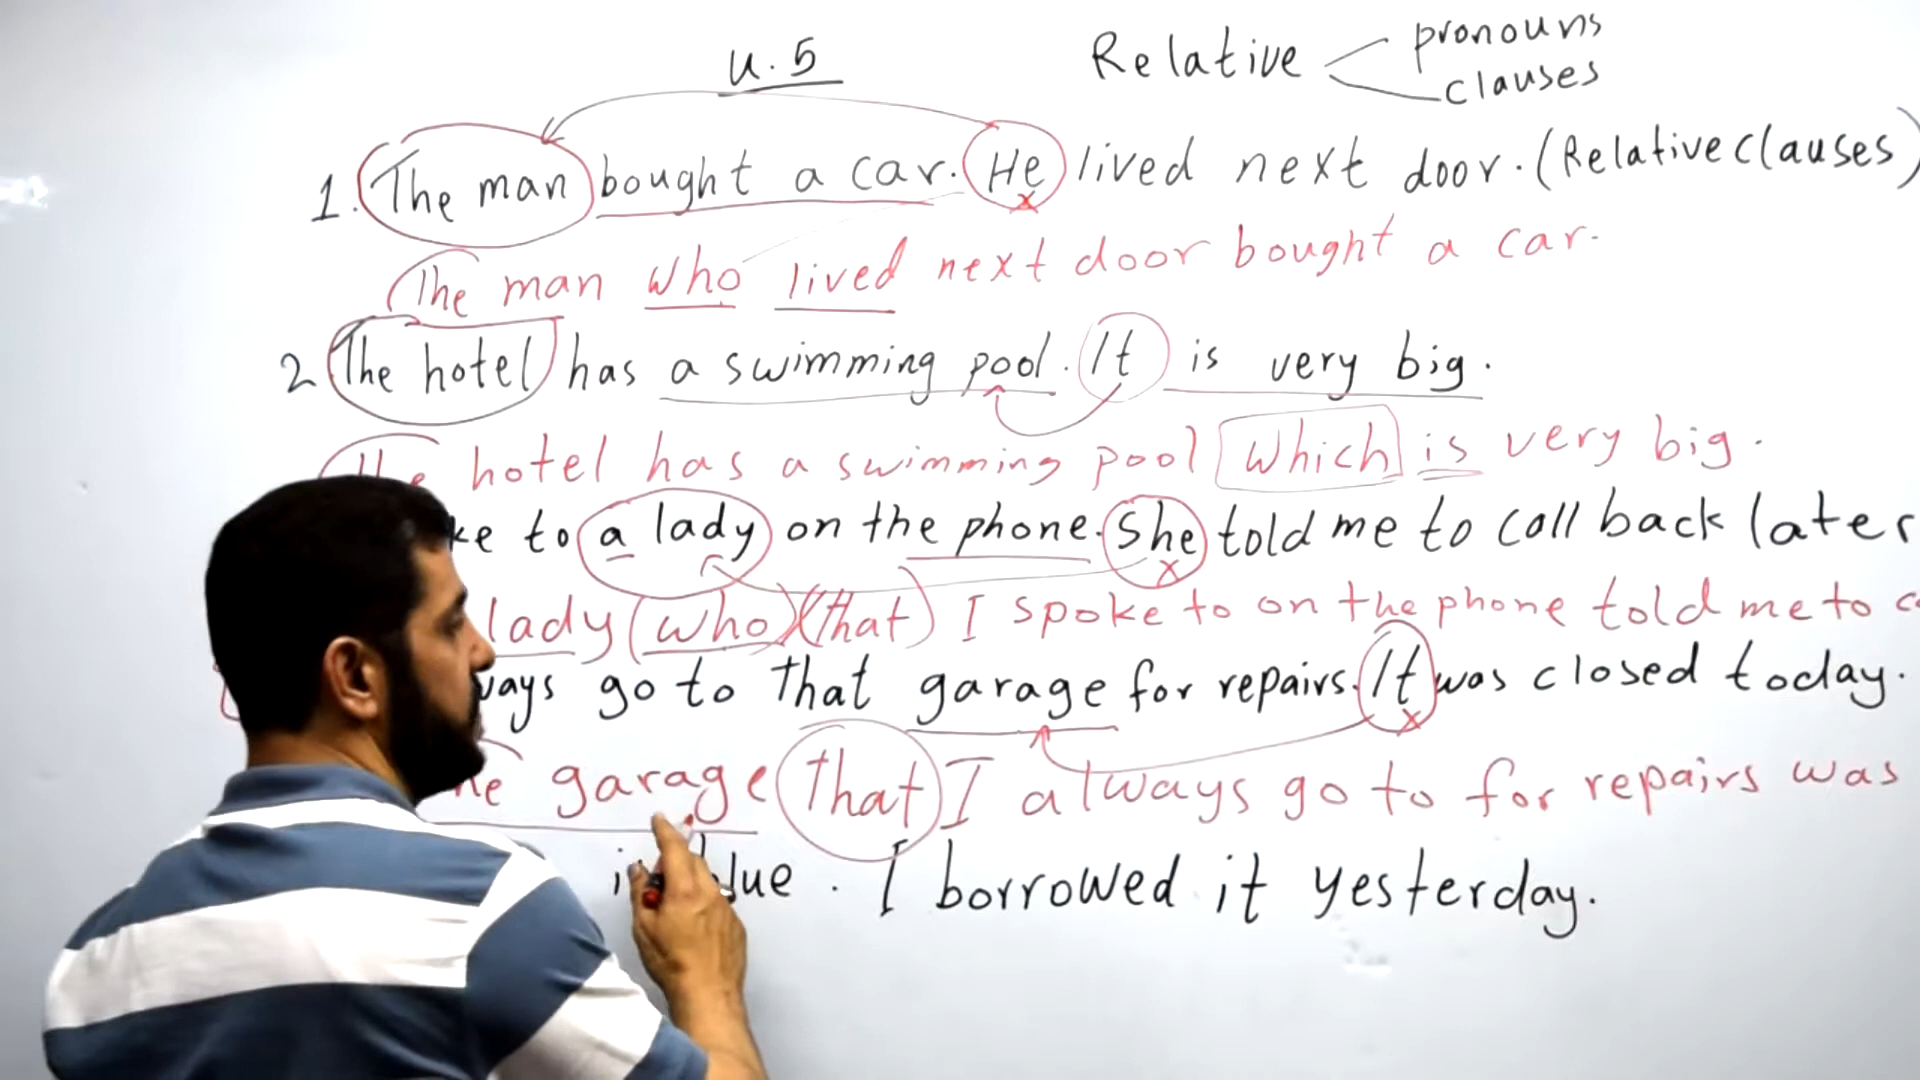 u. 5
Relative pronouns
clauses
1. The man bought a car. He lived next door. (Relative clauses)
The man who lived next door bought a car.
2 The hotel has a swimming pool. It is very big.
The hotel has a swimming pool which is very big.
ke to a lady on the phone. She told me to call back later
lady (who) (that) I spoke to on the phone told me to c
ways go to that garage for repairs. It was closed today.
garage that I always go to for repairs was
blue. I borrowed it yesterday.